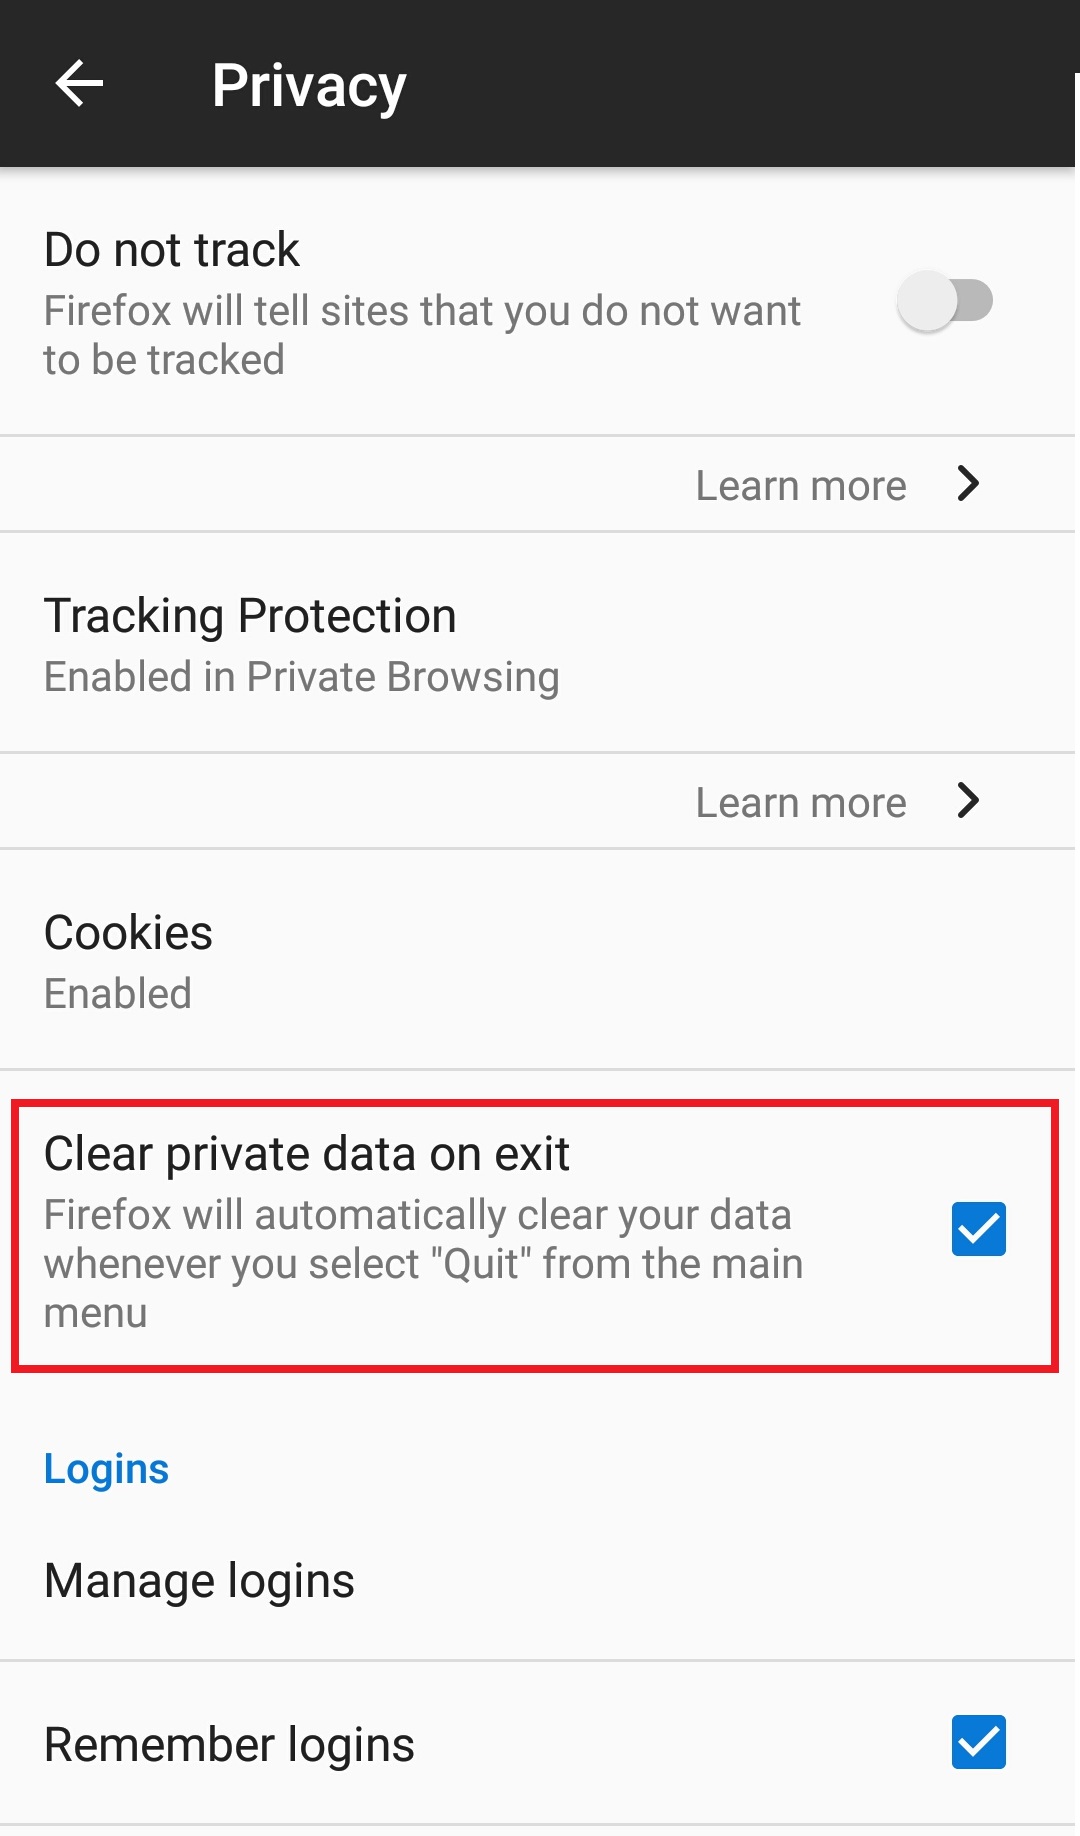 Privacy
Do not track
Firefox will tell sites that you do not want
to be tracked
Learn more
Tracking Protection
Enabled in Private Browsing
Learn more
Cookies
Enabled
Clear private data on exit
Firefox will automatically clear your data
whenever you select "Quit" from the main
menu
Logins
Manage logins
Remember logins